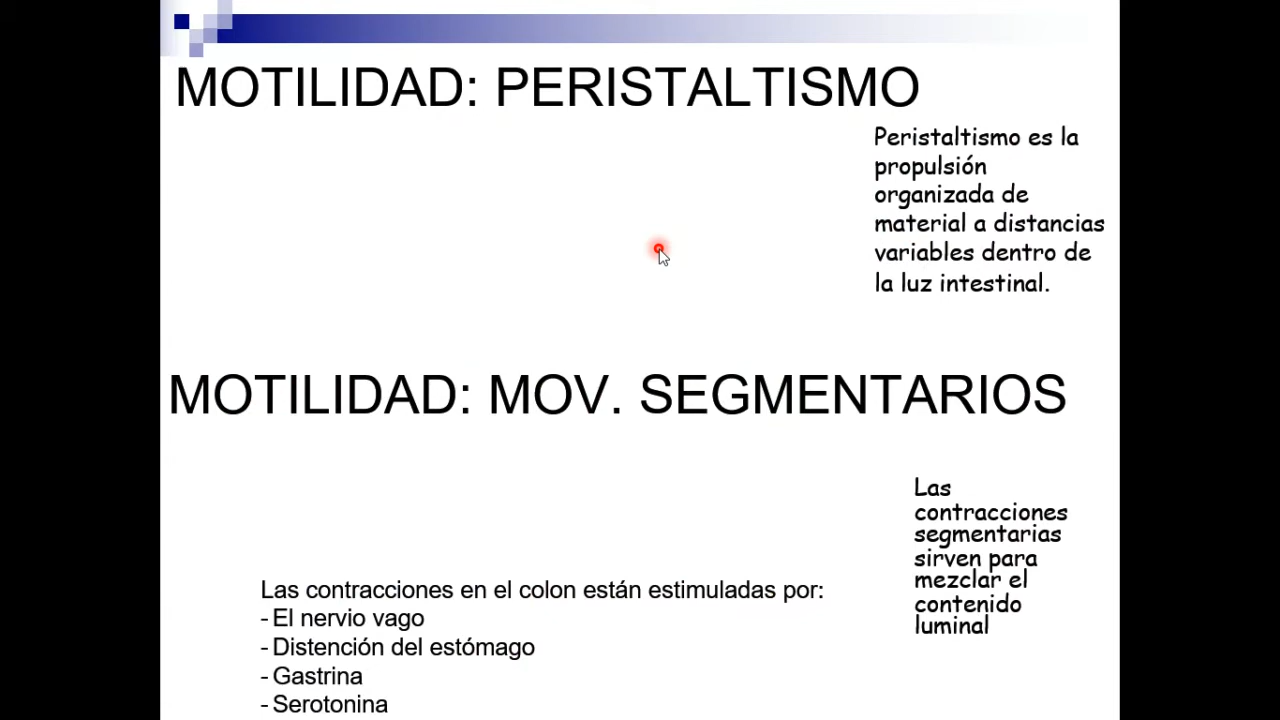 MOTILIDAD: PERISTALTISMO
Peristaltismo es la
propulsión
organizada de
material a distancias
variables dentro de
la luz intestinal.
MOTILIDAD: MOV. SEGMENTARIOS
Las
contracciones
segmentarias
sirven para
mezclar el
contenido
luminal
Las contracciones en el colon están estimuladas por:
- El nervio vago
- Distención del estómago
- Gastrina
- Serotonina